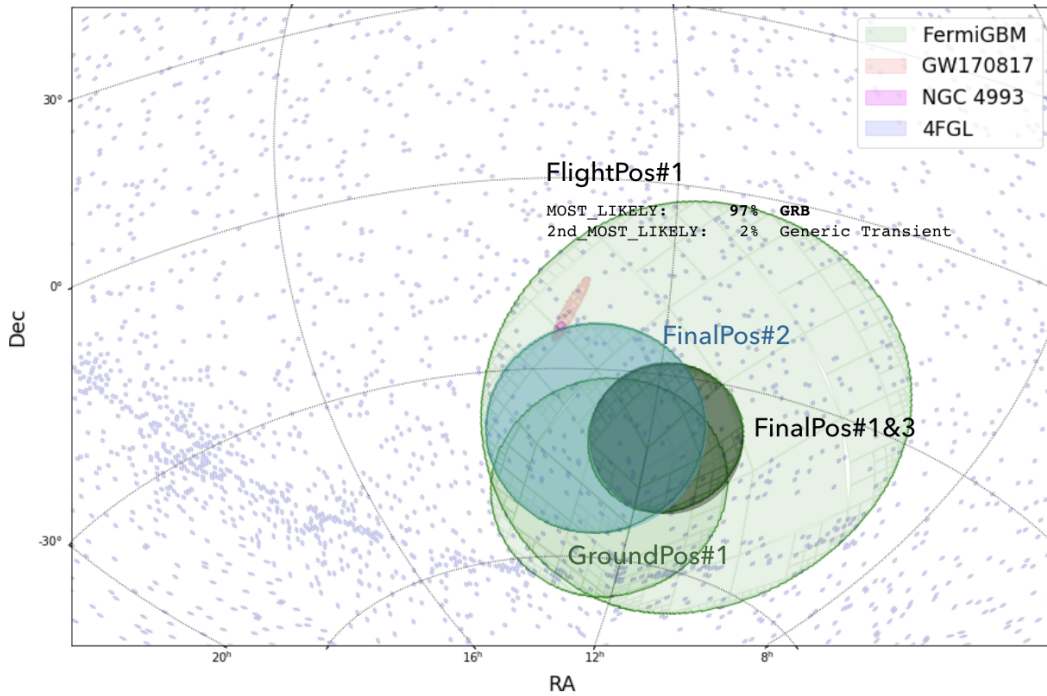 FermiGBM
GW170817
NGC 4993
4FGL
30°
FlightPos#1
MOST_LIKELY: 97% GRB
2nd_MOST_LIKELY: 2% Generic Transient
0°
Dec
FinalPos#2
FinalPos#1&3
-30°
GroundPos#1
20h
16h
12h
8h
RA